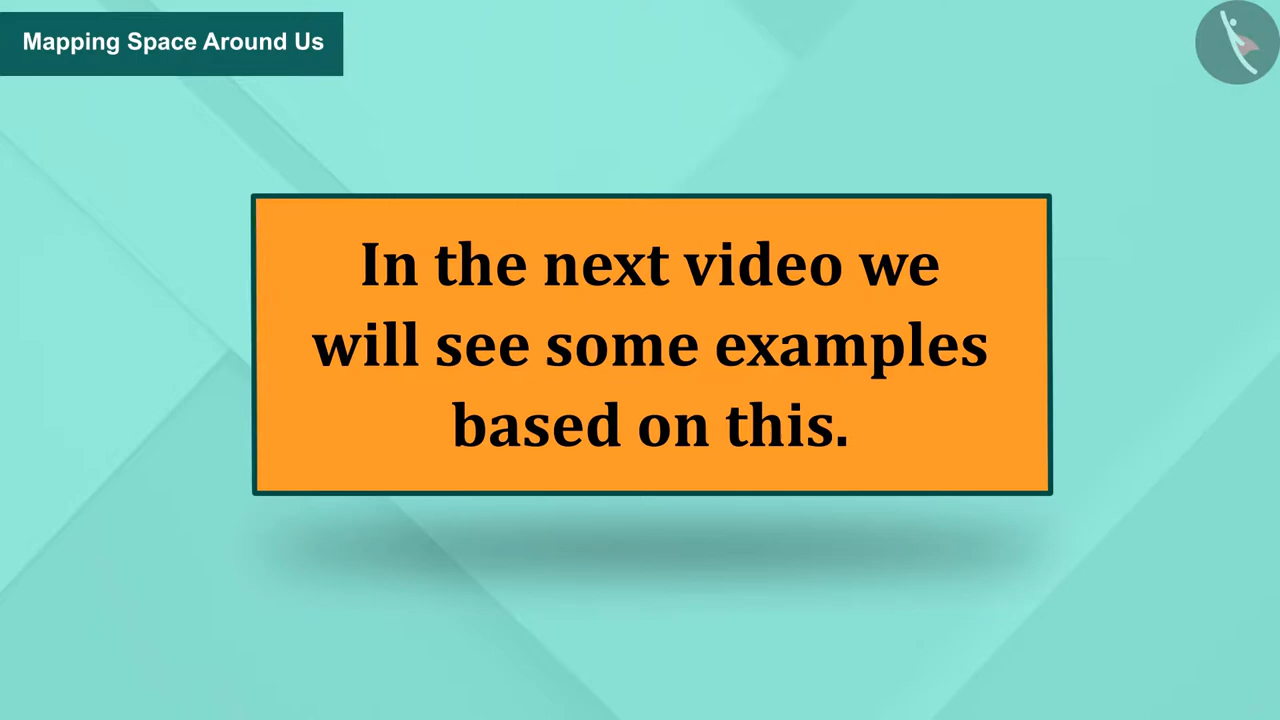 Mapping Space Around Us
In the next video we
will see some examples
based on this.